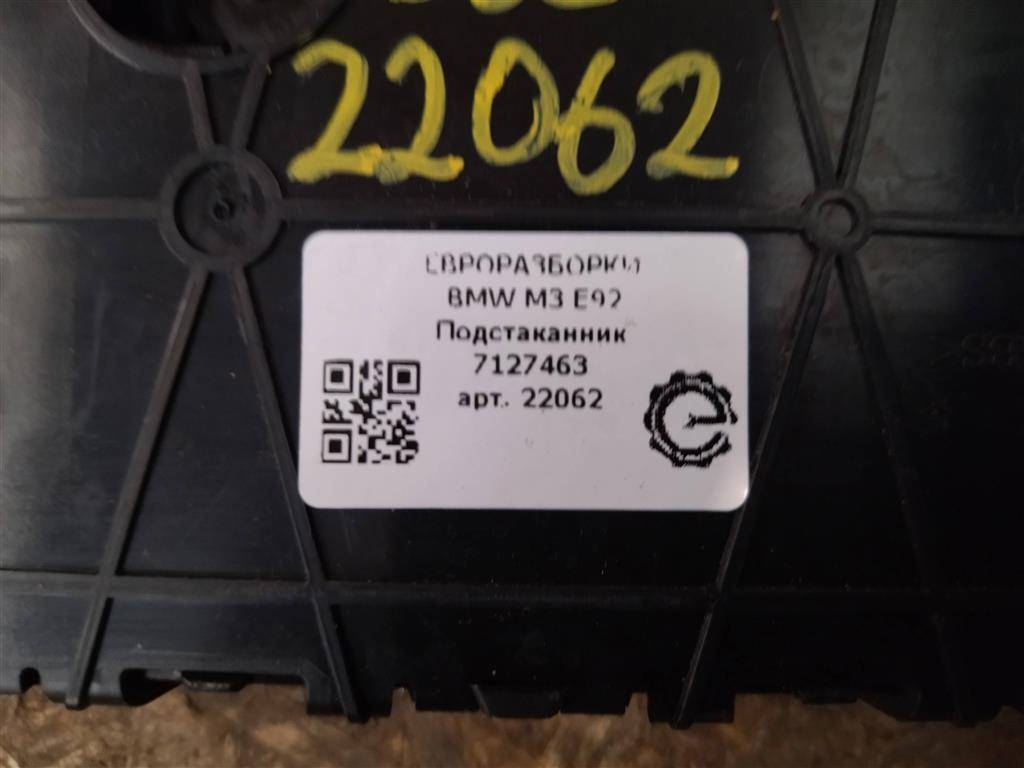 22062
ЕВРОРАЗБОРКИ
BMW M3 E92
Подстаканник
7127463
арт. 22062